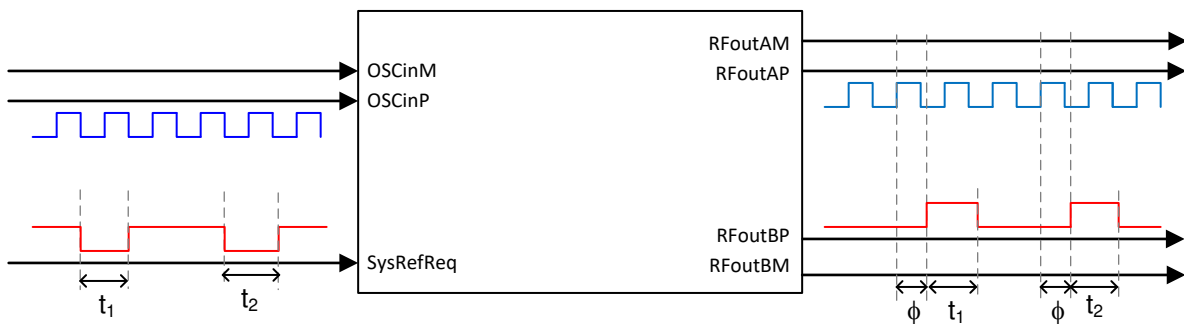 RFoutAM
OSCinM
RFoutAP
OSCinP
RFoutBP
SysRefReq
RFoutBM
t1
t2
ϕ
t1
ϕ
t2